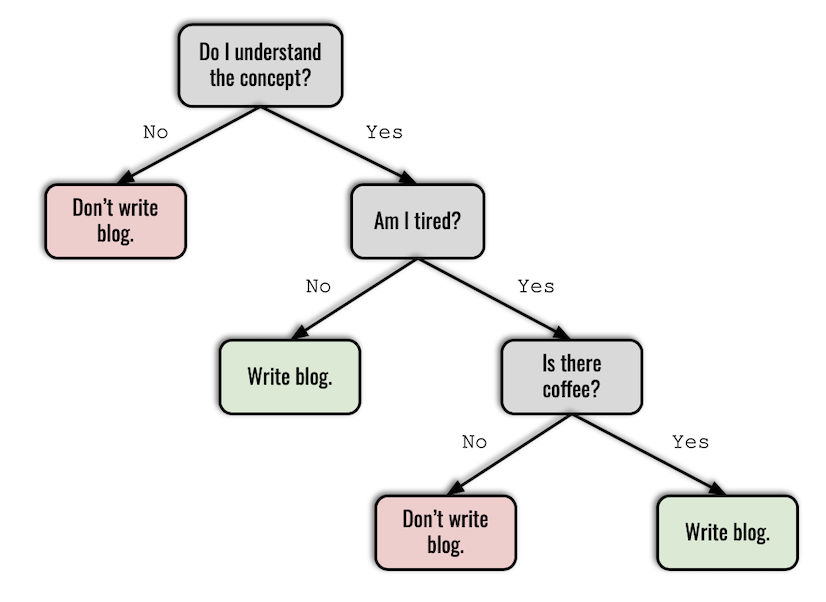 Do I understand
the concept?
No
Yes
Don't write
blog.
Am I tired?
No
Yes
Write blog.
Is there
coffee?
No
Yes
Don't write
blog.
Write blog.